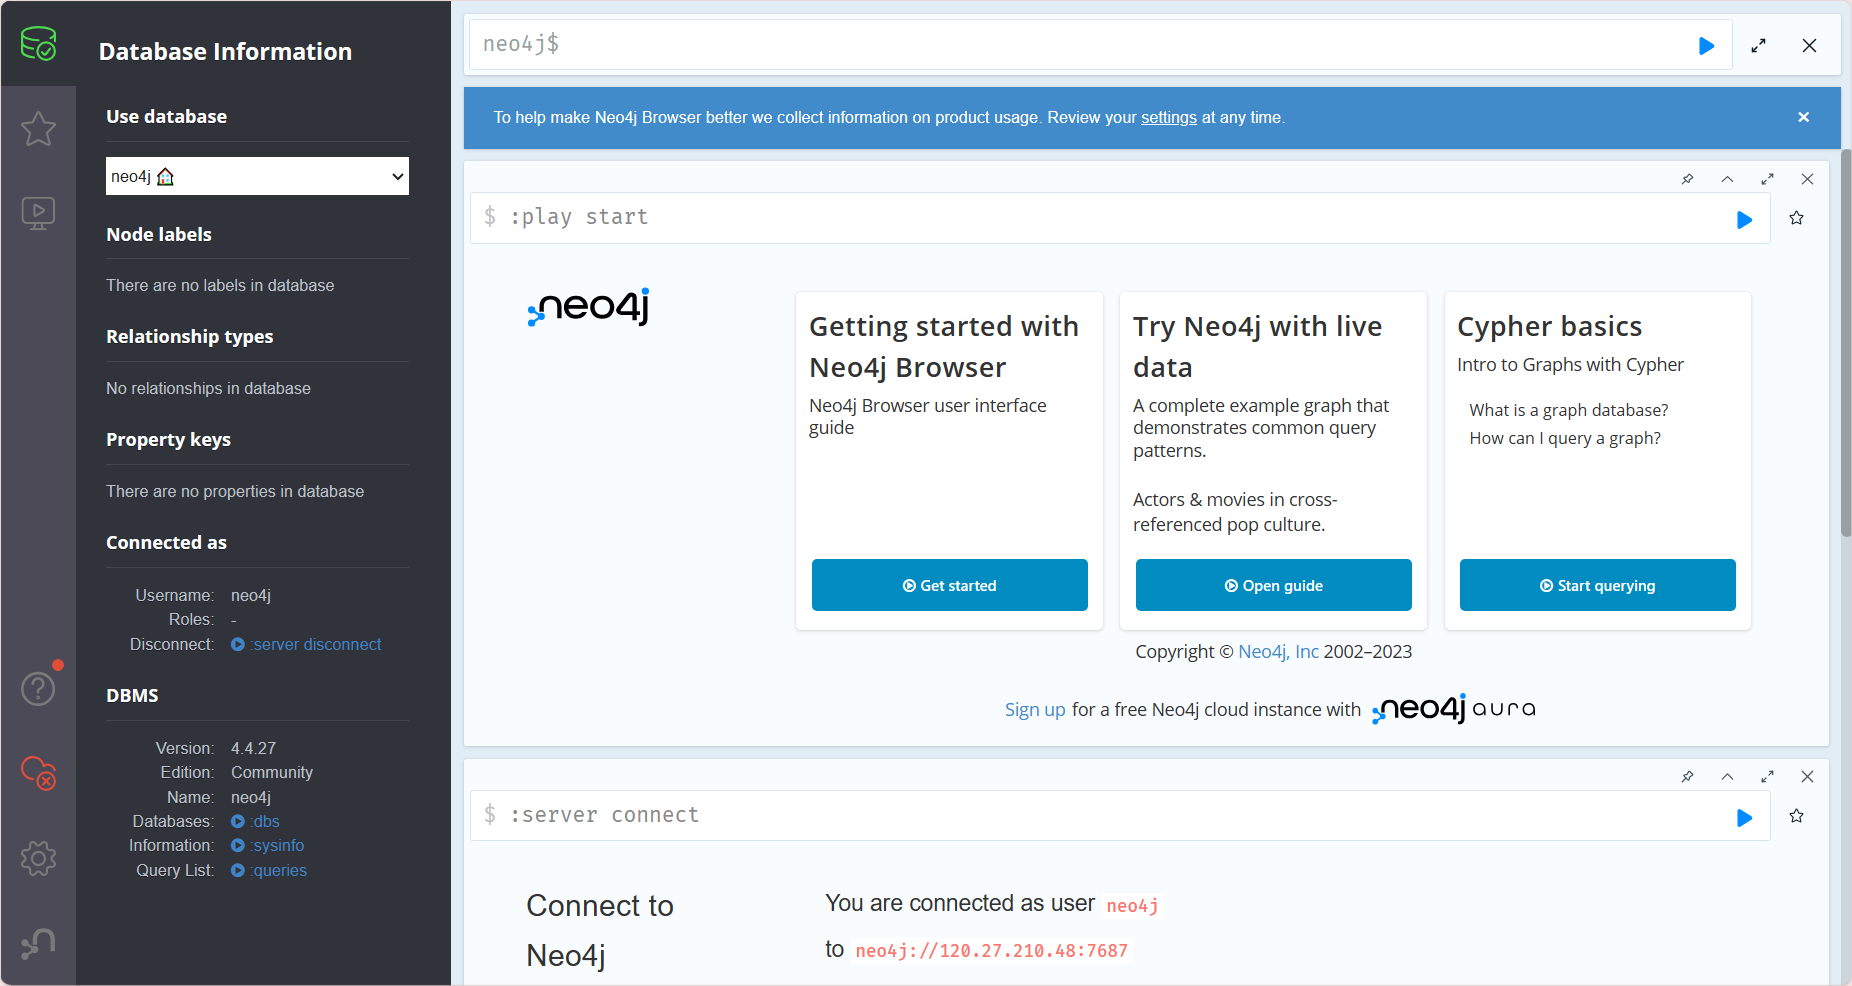 Database Information
Use database
neo4j
Node labels
There are no labels in database
Relationship types
No relationships in database
Property keys
There are no properties in database
Connected as
Username: neo4j
Roles: -
Disconnect: :server disconnect
DBMS
Version: 4.4.27
Edition: Community
Name: neo4j
Databases: :dbs
Information: :sysinfo
Query List: :queries
neo4j$
To help make Neo4j Browser better we collect information on product usage. Review your settings at any time.
$ :play start
neo4j
Getting started with
Neo4j Browser
Neo4j Browser user interface
guide
Get started
Try Neo4j with live
data
A complete example graph that
demonstrates common query
patterns.
Actors & movies in cross-
referenced pop culture.
Open guide
Cypher basics
Intro to Graphs with Cypher
What is a graph database?
How can I query a graph?
Start querying
Copyright © Neo4j, Inc 2002–2023
Sign up for a free Neo4j cloud instance with neo4j aura
$ :server connect
Connect to
Neo4j
You are connected as user neo4j
to neo4j://120.27.210.48:7687